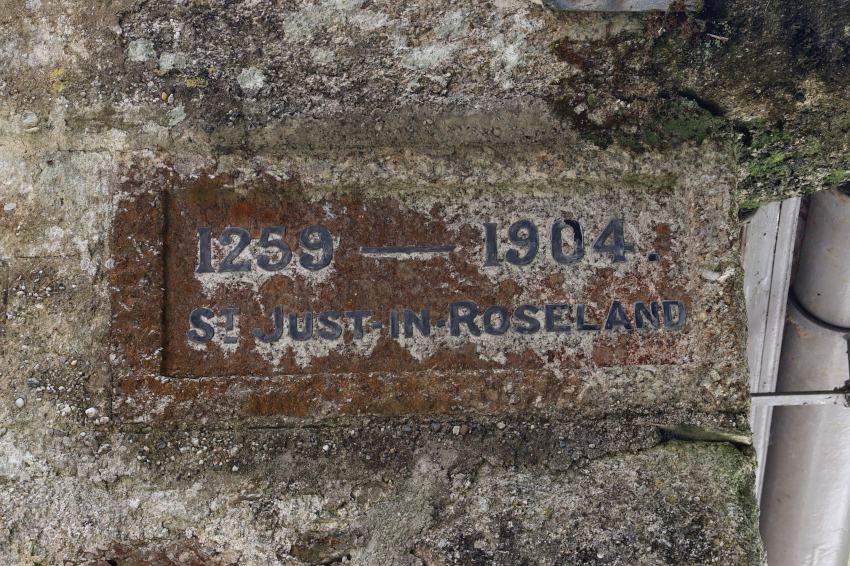 1259 — 1904.
ST JUST-IN-ROSELAND